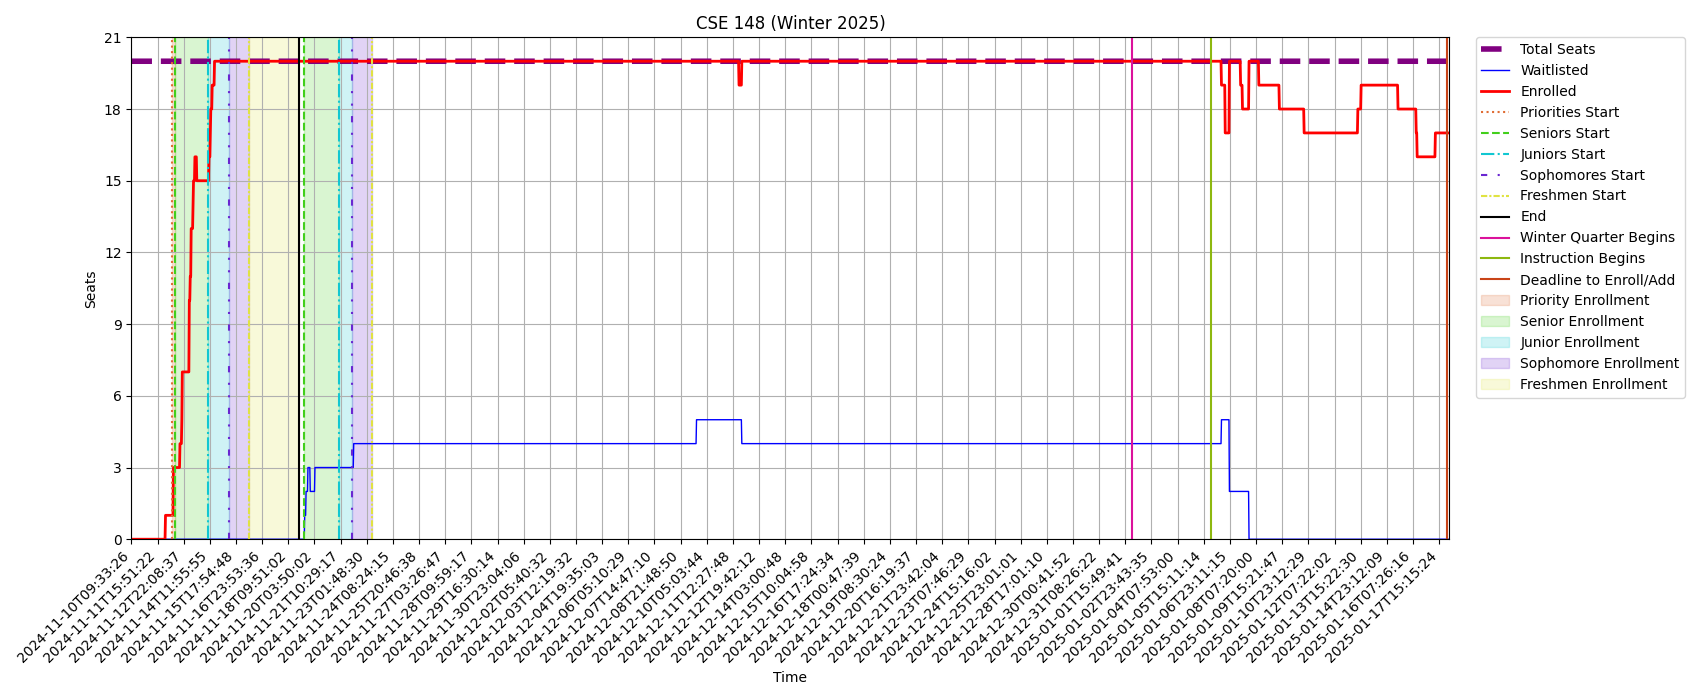 CSE 148 (Winter 2025)
21
18
15
12
9
6
3
0
Seats
2024-11-10T09:33:26
2024-11-11T15:51:22
2024-11-12T22:08:37
2024-11-14T11:55:55
2024-11-15T17:54:48
2024-11-16T23:53:36
2024-11-18T09:51:02
2024-11-20T03:50:02
2024-11-21T10:29:17
2024-11-23T01:48:30
2024-11-24T08:24:15
2024-11-25T20:46:38
2024-11-27T03:26:47
2024-11-28T09:59:17
2024-11-29T16:30:14
2024-11-30T23:04:06
2024-12-02T05:40:32
2024-12-03T12:19:32
2024-12-04T19:35:03
2024-12-06T05:10:29
2024-12-07T14:47:10
2024-12-08T21:48:50
2024-12-10T05:03:44
2024-12-11T12:27:48
2024-12-12T19:42:12
2024-12-14T03:00:48
2024-12-15T10:04:58
2024-12-16T17:24:34
2024-12-18T00:47:39
2024-12-19T08:30:24
2024-12-20T16:19:37
2024-12-21T23:42:04
2024-12-23T07:46:29
2024-12-24T15:16:02
2024-12-25T23:01:01
2024-12-28T17:01:10
2024-12-30T00:41:52
2024-12-31T08:26:22
2025-01-01T15:49:41
2025-01-02T23:43:35
2025-01-04T07:53:00
2025-01-05T15:11:14
2025-01-06T23:11:15
2025-01-08T07:20:00
2025-01-09T15:21:47
2025-01-10T23:12:29
2025-01-12T07:22:02
2025-01-13T15:22:30
2025-01-14T23:12:09
2025-01-16T07:26:16
2025-01-17T15:15:24
Time
Total Seats
Waitlisted
Enrolled
Priorities Start
Seniors Start
Juniors Start
Sophomores Start
Freshmen Start
End
Winter Quarter Begins
Instruction Begins
Deadline to Enroll/Add
Priority Enrollment
Senior Enrollment
Junior Enrollment
Sophomore Enrollment
Freshmen Enrollment